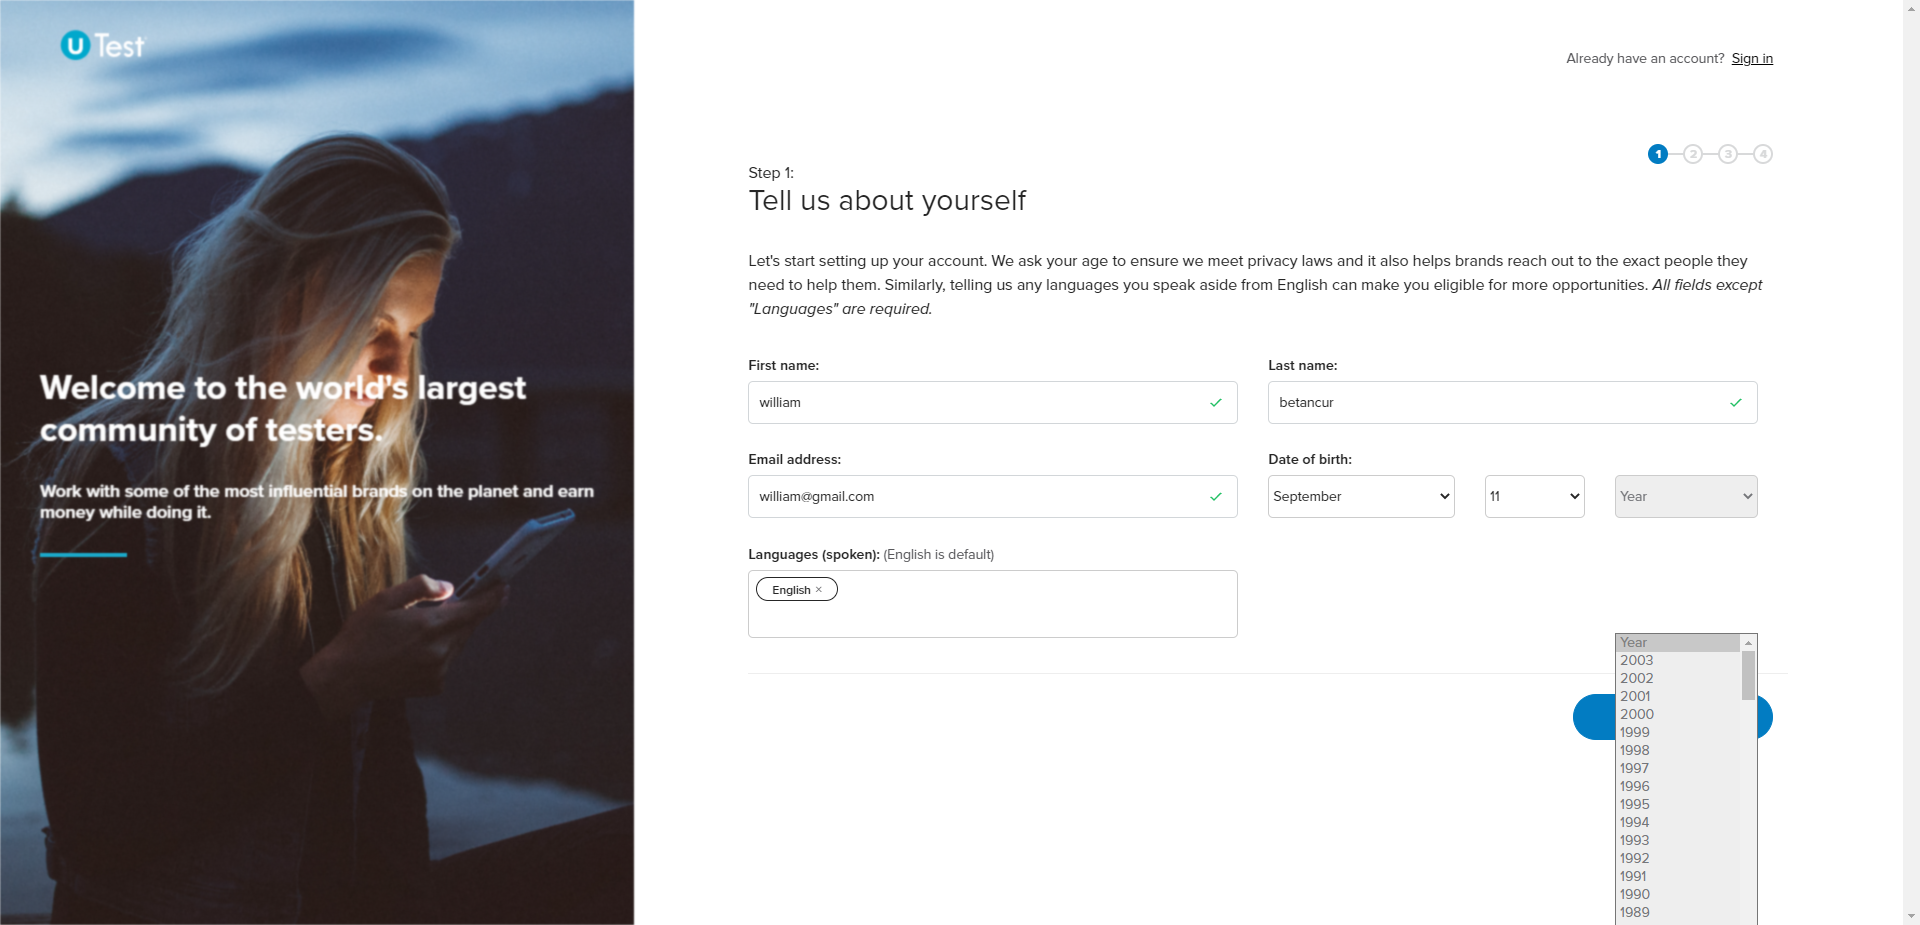 U Test
Already have an account? Sign in
1 2 3 4
Step 1:
Tell us about yourself
Let's start setting up your account. We ask your age to ensure we meet privacy laws and it also helps brands reach out to the exact people they
need to help them. Similarly, telling us any languages you speak aside from English can make you eligible for more opportunities. All fields except
"Languages" are required.
Welcome to the world's largest
community of testers.
Work with some of the most influential brands on the planet and earn
money while doing it.
First name:
william
Last name:
betancur
Email address:
william@gmail.com
Date of birth:
September
11
Year
Languages (spoken): (English is default)
English ×
Year
2003
2002
2001
2000
1999
1998
1997
1996
1995
1994
1993
1992
1991
1990
1989